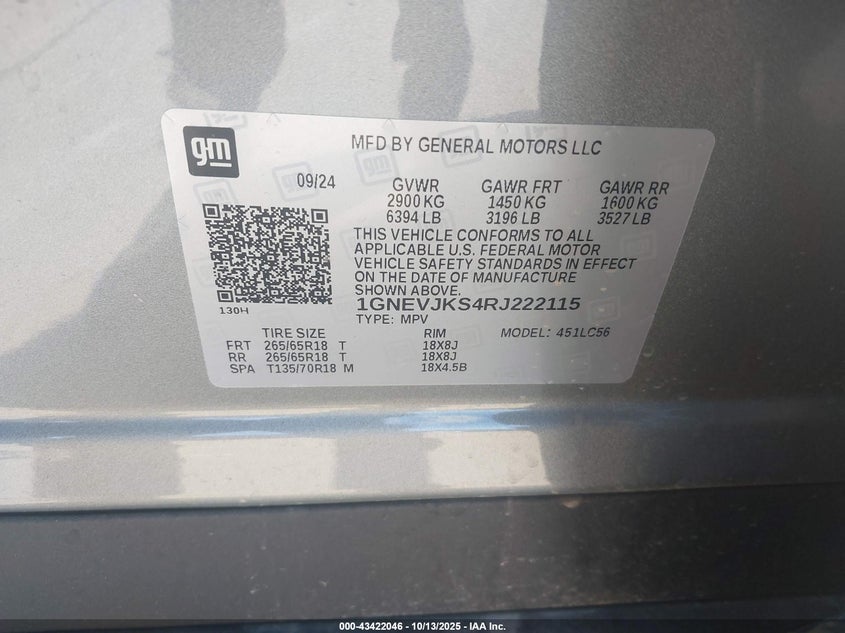 gm
MFD BY GENERAL MOTORS LLC
09/24 GVWR GAWR FRT GAWR RR
2900 KG 1450 KG 1600 KG
6394 LB 3196 LB 3527 LB
THIS VEHICLE CONFORMS TO ALL
APPLICABLE U.S. FEDERAL MOTOR
VEHICLE SAFETY STANDARDS IN EFFECT
ON THE DATE OF MANUFACTURE
SHOWN ABOVE.
130H 1GNEVJKS4RJ222115
TYPE: MPV
TIRE SIZE RIM MODEL: 451LC56
FRT 265/65R18 T 18X8J
RR 265/65R18 T 18X8J
SPA T135/70R18 M 18X4.5B
000-43422046 | 10/13/2025 - IAA Inc.